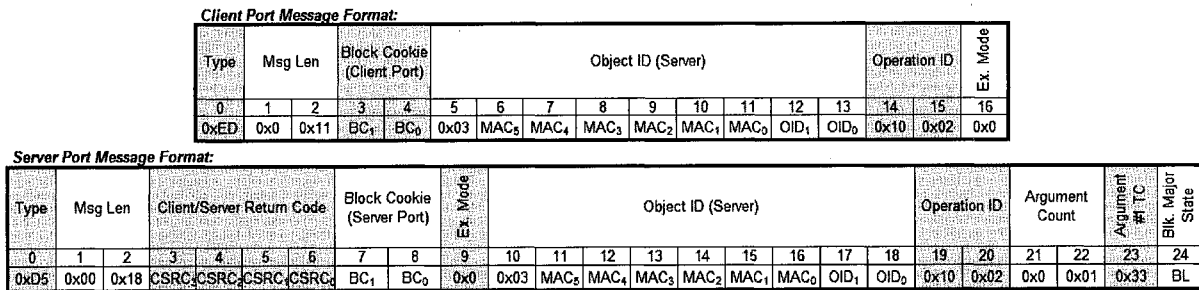 Client Port Message Format:
Type Msg Len Block Cookie (Client Port) Object ID (Server) Operation ID Ex. Mode
0 1 2 3 4 5 6 7 8 9 10 11 12 13 14 15 16
0xED 0x0 0x11 BC₁ BC₀ 0x03 MAC₅ MAC₄ MAC₃ MAC₂ MAC₁ MAC₀ OID₁ OID₀ 0x10 0x02 0x0
Server Port Message Format:
Type Msg Len Client/Server Return Code Block Cookie (Server Port) Ex. Mode Object ID (Server) Operation ID Argument Count Argument #1 TC Blk. Major State
0 1 2 3 4 5 6 7 8 9 10 11 12 13 14 15 16 17 18 19 20 21 22 23 24
0xD5 0x00 0x18 CSRC₃ CSRC₂ CSRC₁ CSRC₀ BC₁ BC₀ 0x0 0x03 MAC₅ MAC₄ MAC₃ MAC₂ MAC₁ MAC₀ OID₁ OID₀ 0x10 0x02 0x0 0x01 0x33 BL